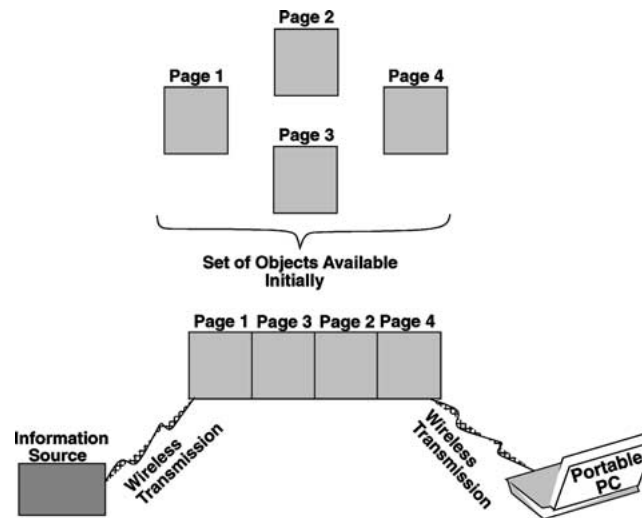 Page 2
Page 1
Page 4
Page 3
Set of Objects Available
Initially
Page 1 Page 3 Page 2 Page 4
Information
Source
Wireless
Transmission
Wireless
Transmission
Portable
PC